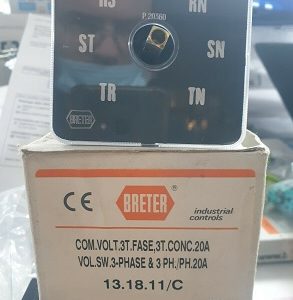 RS RN
P.20560
ST SN
TR TN
BRETER
CE BRETER®
industrial
controls
COM.VOLT.3T.FASE,3T.CONC.20A
VOL.SW.3-PHASE & 3 PH./PH.20A
13.18.11/C